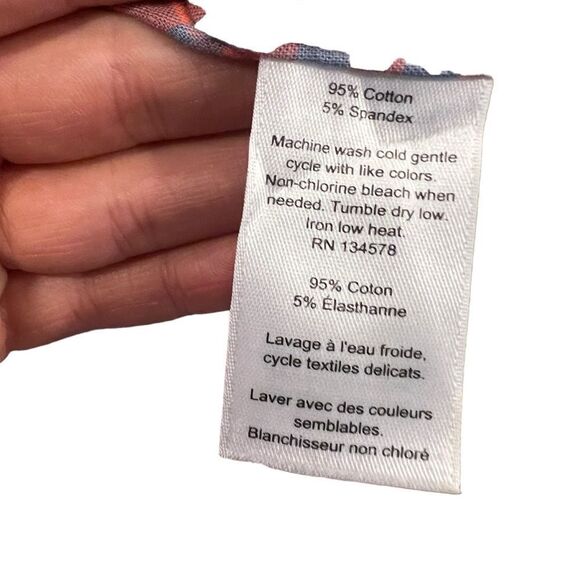 95% Cotton
5% Spandex
Machine wash cold gentle
cycle with like colors.
Non-chlorine bleach when
needed. Tumble dry low.
Iron low heat.
RN 134578
95% Coton
5% Élasthanne
Lavage à l'eau froide,
cycle textiles delicats.
Laver avec des couleurs
semblables.
Blanchisseur non chloré